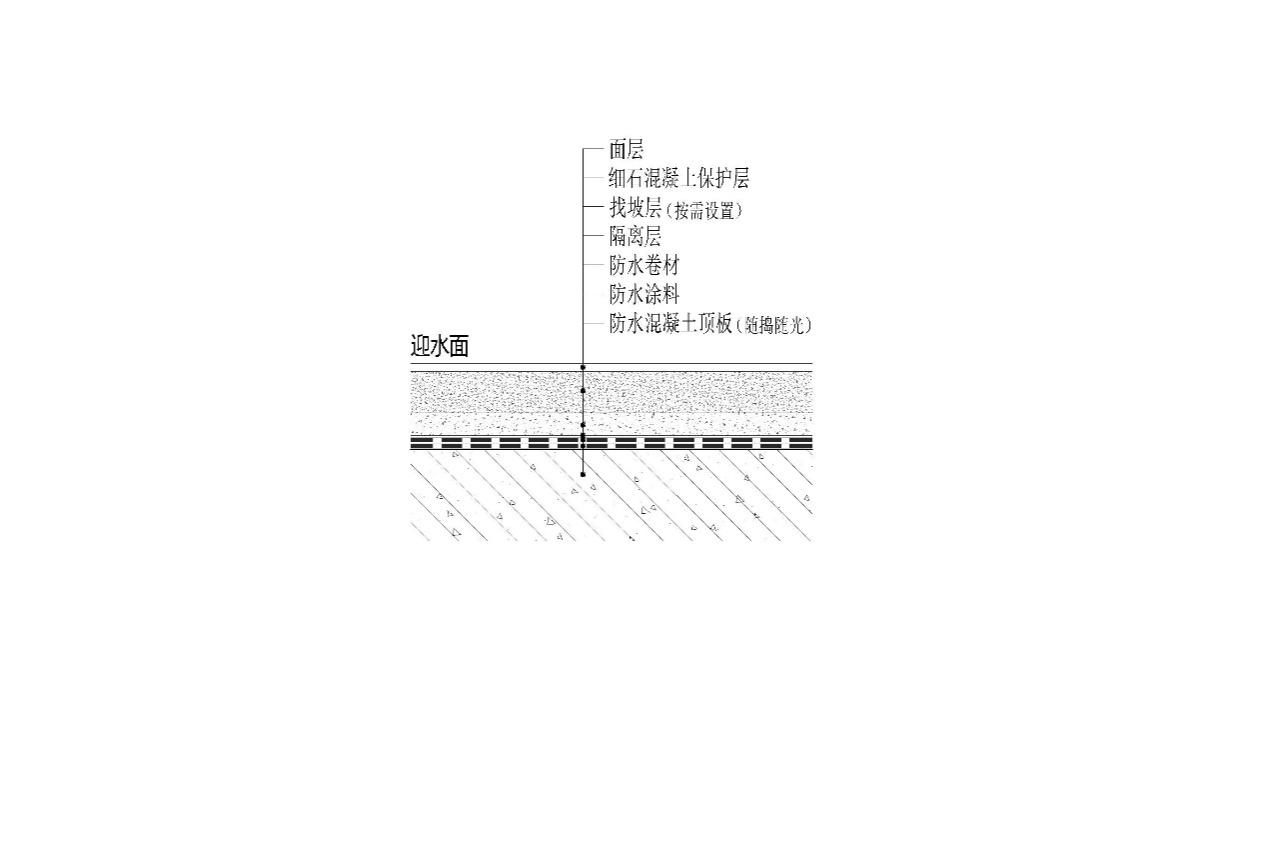 面层
细石混凝土保护层
找坡层(按需设置)
隔离层
防水卷材
防水涂料
防水混凝土顶板(随捣随光)
迎水面